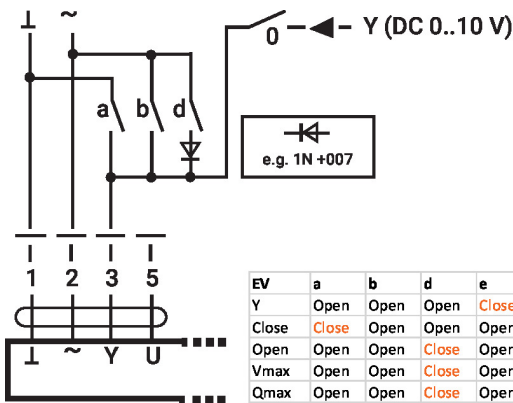 ⊥ ~
0 Y (DC 0..10 V)
a b d
e.g. 1N +007
1 2 3 5
⊥ ~ Y U
EV a b d e
Y Open Open Open Close
Close Close Open Open Open
Open Open Open Close Open
Vmax Open Open Close Open
Qmax Open Open Close Open